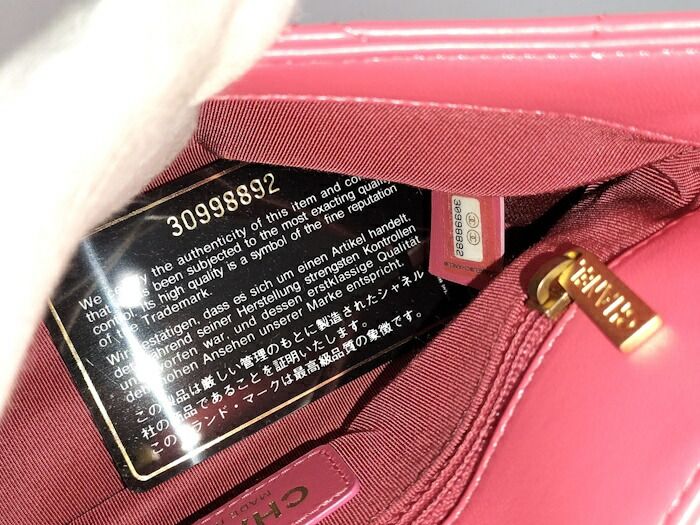 30998892
We certify the authenticity of this item and
that been subjected to the most exacting quality
control. Its high quality is a symbol of the fine reputation
of the Trademark.
Wir bestätigen, dass es sich um einen Artikel handelt,
der während seiner Herstellung strengsten Kontrollen
unterworfen war und dessen erstklassige Qualität
dem hohen Ansehen unserer Marke entspricht.
この製品は厳しい管理のもとに製造されたシャネル
社の商品であることを証明いたします。
このブランド・マークは最高級品質の象徴です。
30998892
CHANEL
CHA
MADE